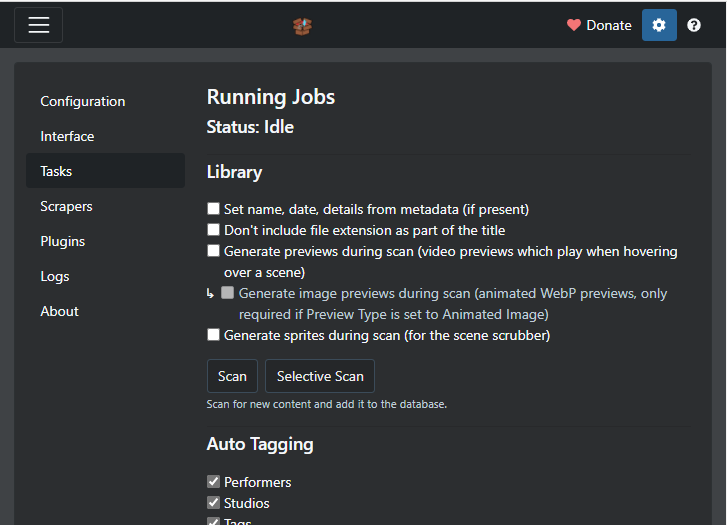 Donate
Configuration
Interface
Tasks
Scrapers
Plugins
Logs
About
Running Jobs
Status: Idle
Library
Set name, date, details from metadata (if present)
Don't include file extension as part of the title
Generate previews during scan (video previews which play when hovering
over a scene)
Generate image previews during scan (animated WebP previews, only
required if Preview Type is set to Animated Image)
Generate sprites during scan (for the scene scrubber)
Scan Selective Scan
Scan for new content and add it to the database.
Auto Tagging
Performers
Studios
Tags